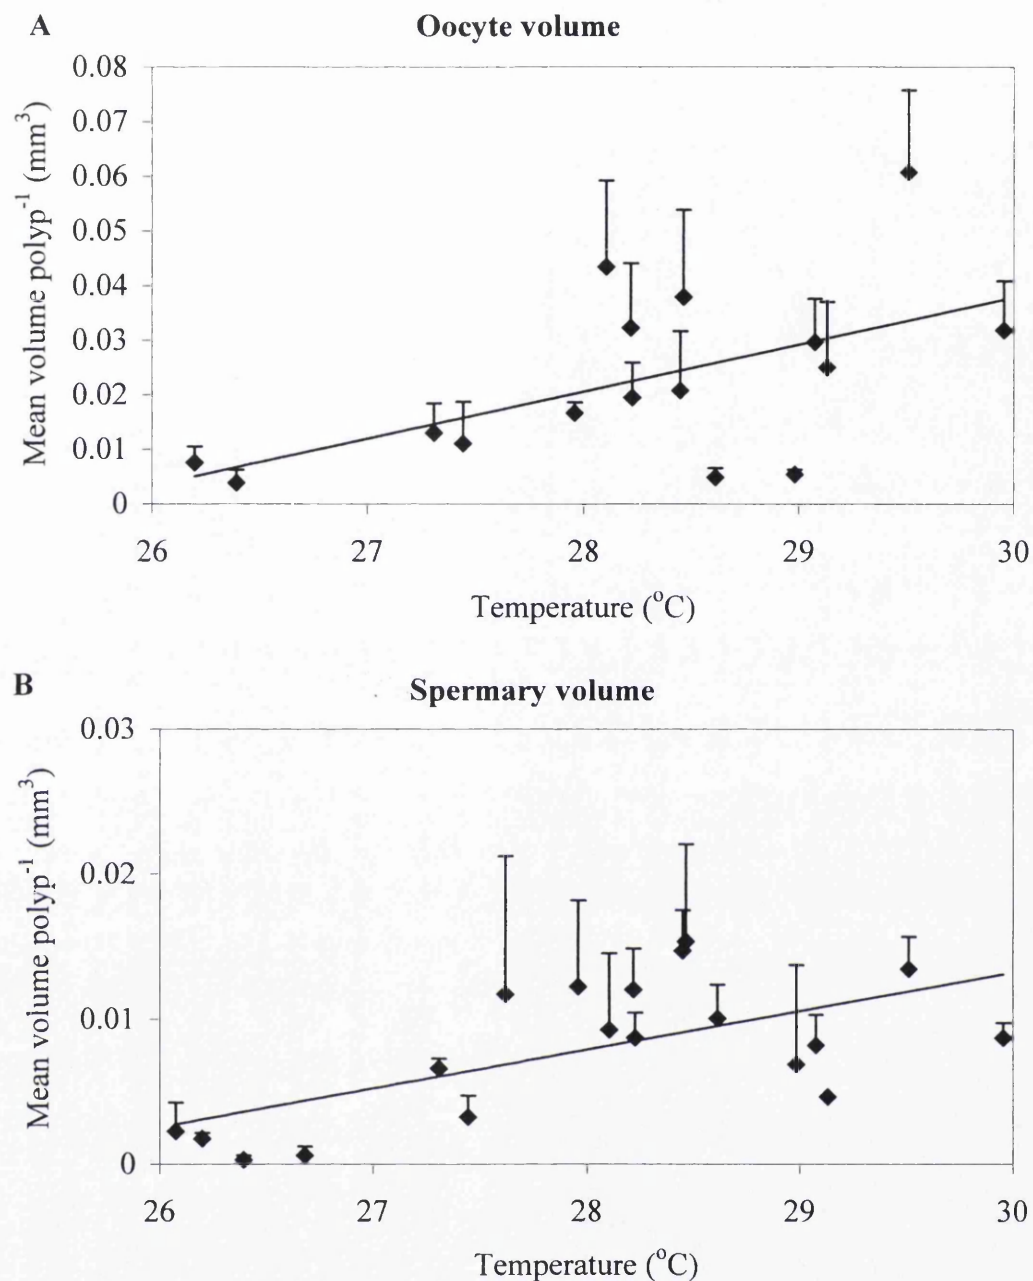 A
Oocyte volume
0.08
0.07
0.06
0.05
0.04
0.03
0.02
0.01
0
Mean volume polyp⁻¹ (mm³)
26 27 28 29 30
Temperature (°C)
B
Spermary volume
0.03
0.02
0.01
0
Mean volume polyp⁻¹ (mm³)
26 27 28 29 30
Temperature (°C)